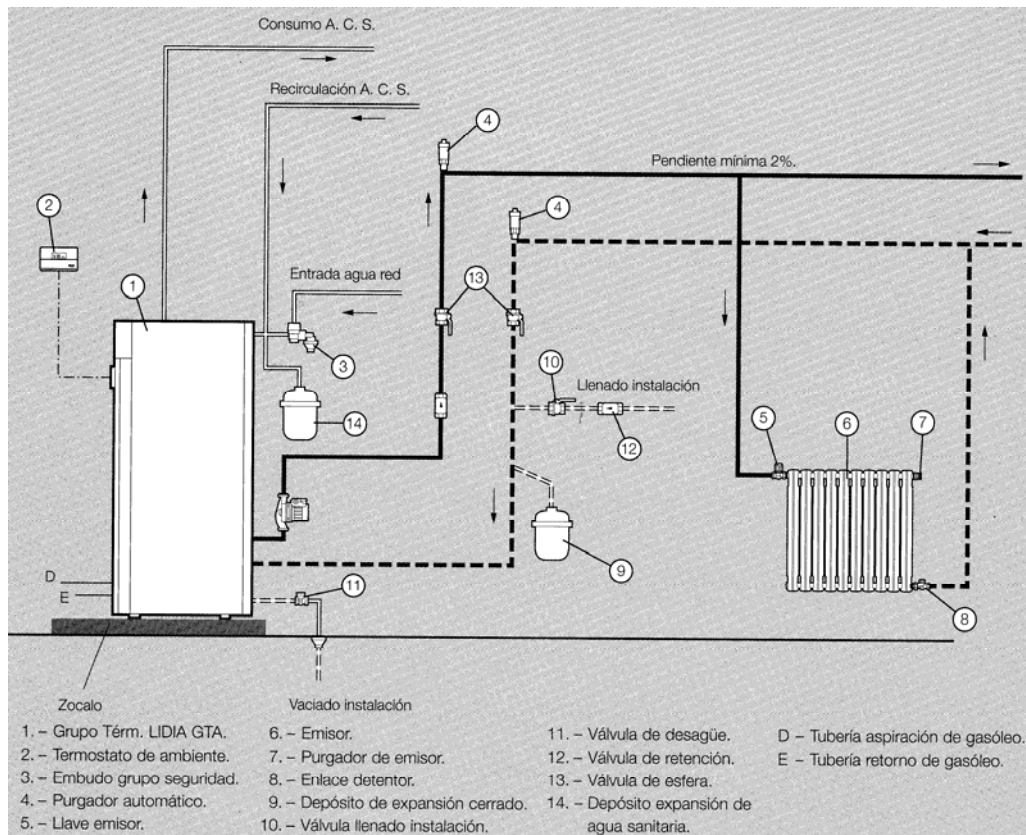 Consumo A. C. S.
Recirculación A. C. S.
4
Pendiente mínima 2%.
2
4
Entrada agua red
1
13
3
10
Llenado instalación
14
12
5
6
7
9
D
E
11
8
Zocalo
Vaciado instalación
1. – Grupo Térm. LIDIA GTA.
2. – Termostato de ambiente.
3. – Embudo grupo seguridad.
4. – Purgador automático.
5. – Llave emisor.
6. – Emisor.
7. – Purgador de emisor.
8. – Enlace detentor.
9. – Depósito de expansión cerrado.
10. – Válvula llenado instalación.
11. – Válvula de desagüe.
12. – Válvula de retención.
13. – Válvula de esfera.
14. – Depósito expansión de
agua sanitaria.
D – Tubería aspiración de gasóleo.
E – Tubería retorno de gasóleo.